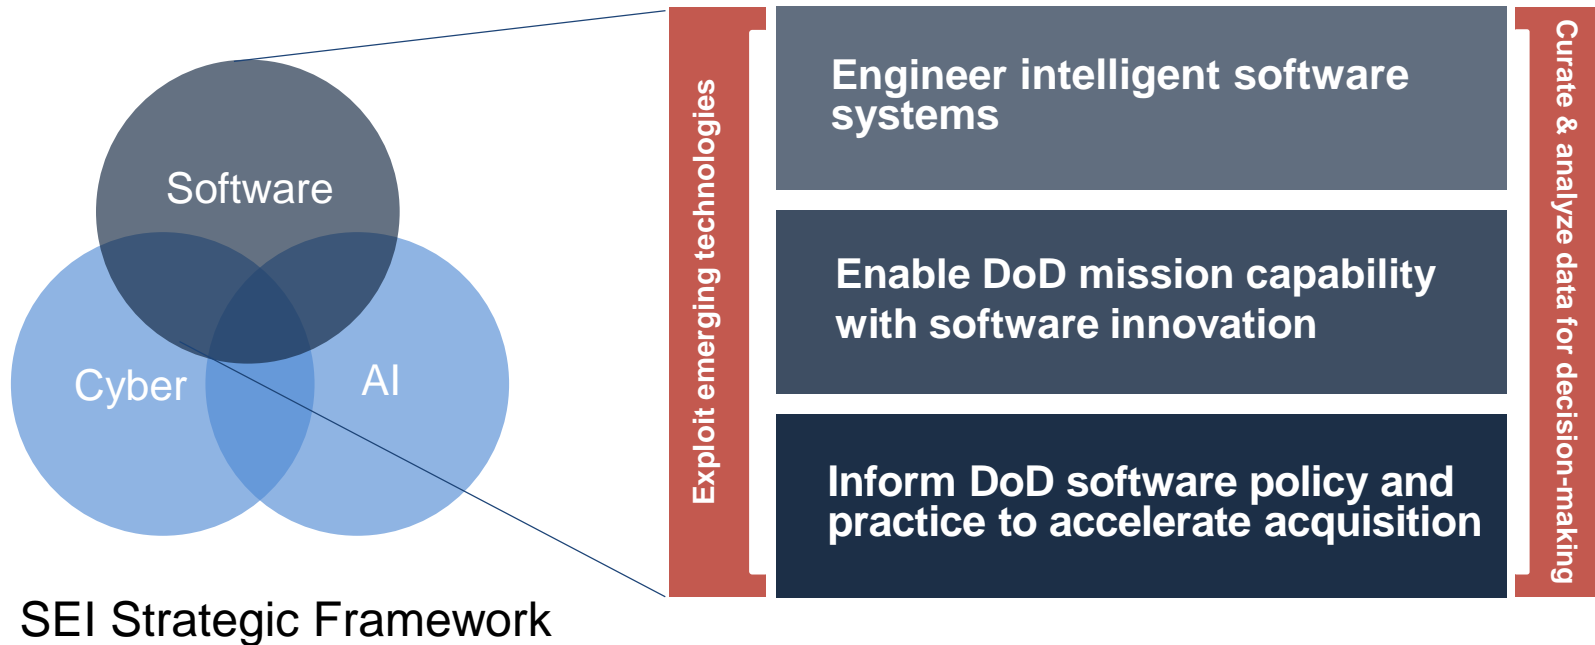 Software
Cyber
AI
SEI Strategic Framework
Exploit emerging technologies
Engineer intelligent software
systems
Enable DoD mission capability
with software innovation
Inform DoD software policy and
practice to accelerate acquisition
Curate & analyze data for decision-making